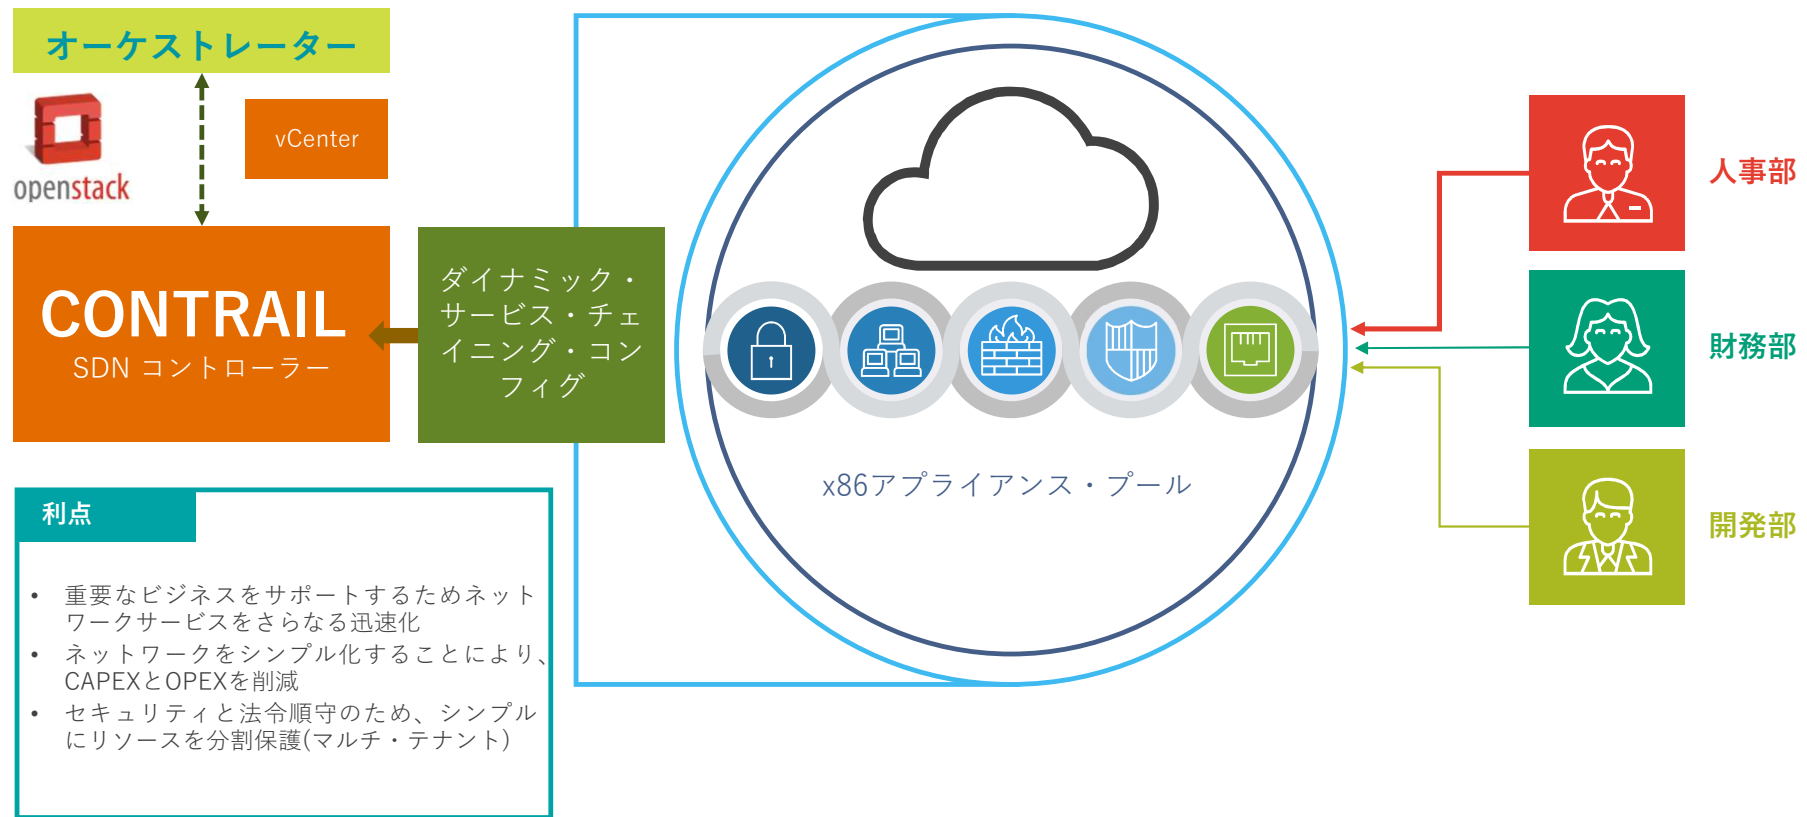 オーケストレーター
openstack
vCenter
CONTRAIL
SDN コントローラー
ダイナミック・
サービス・チェ
イニング・コン
フィグ
x86アプライアンス・プール
人事部
財務部
開発部
利点
• 重要なビジネスをサポートするためネット
ワークサービスをさらなる迅速化
• ネットワークをシンプル化することにより、
CAPEXとOPEXを削減
• セキュリティと法令順守のため、シンプル
にリソースを分割保護(マルチ・テナント)